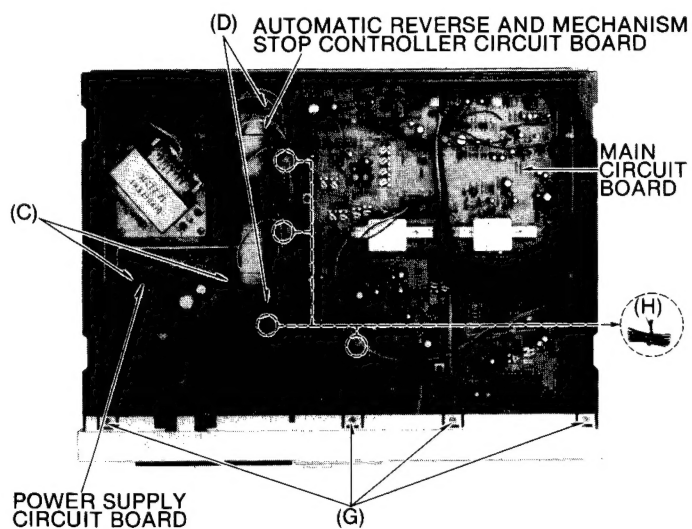 (D)
AUTOMATIC REVERSE AND MECHANISM
STOP CONTROLLER CIRCUIT BOARD
MAIN
CIRCUIT
BOARD
(C)
(H)
POWER SUPPLY
CIRCUIT BOARD
(G)